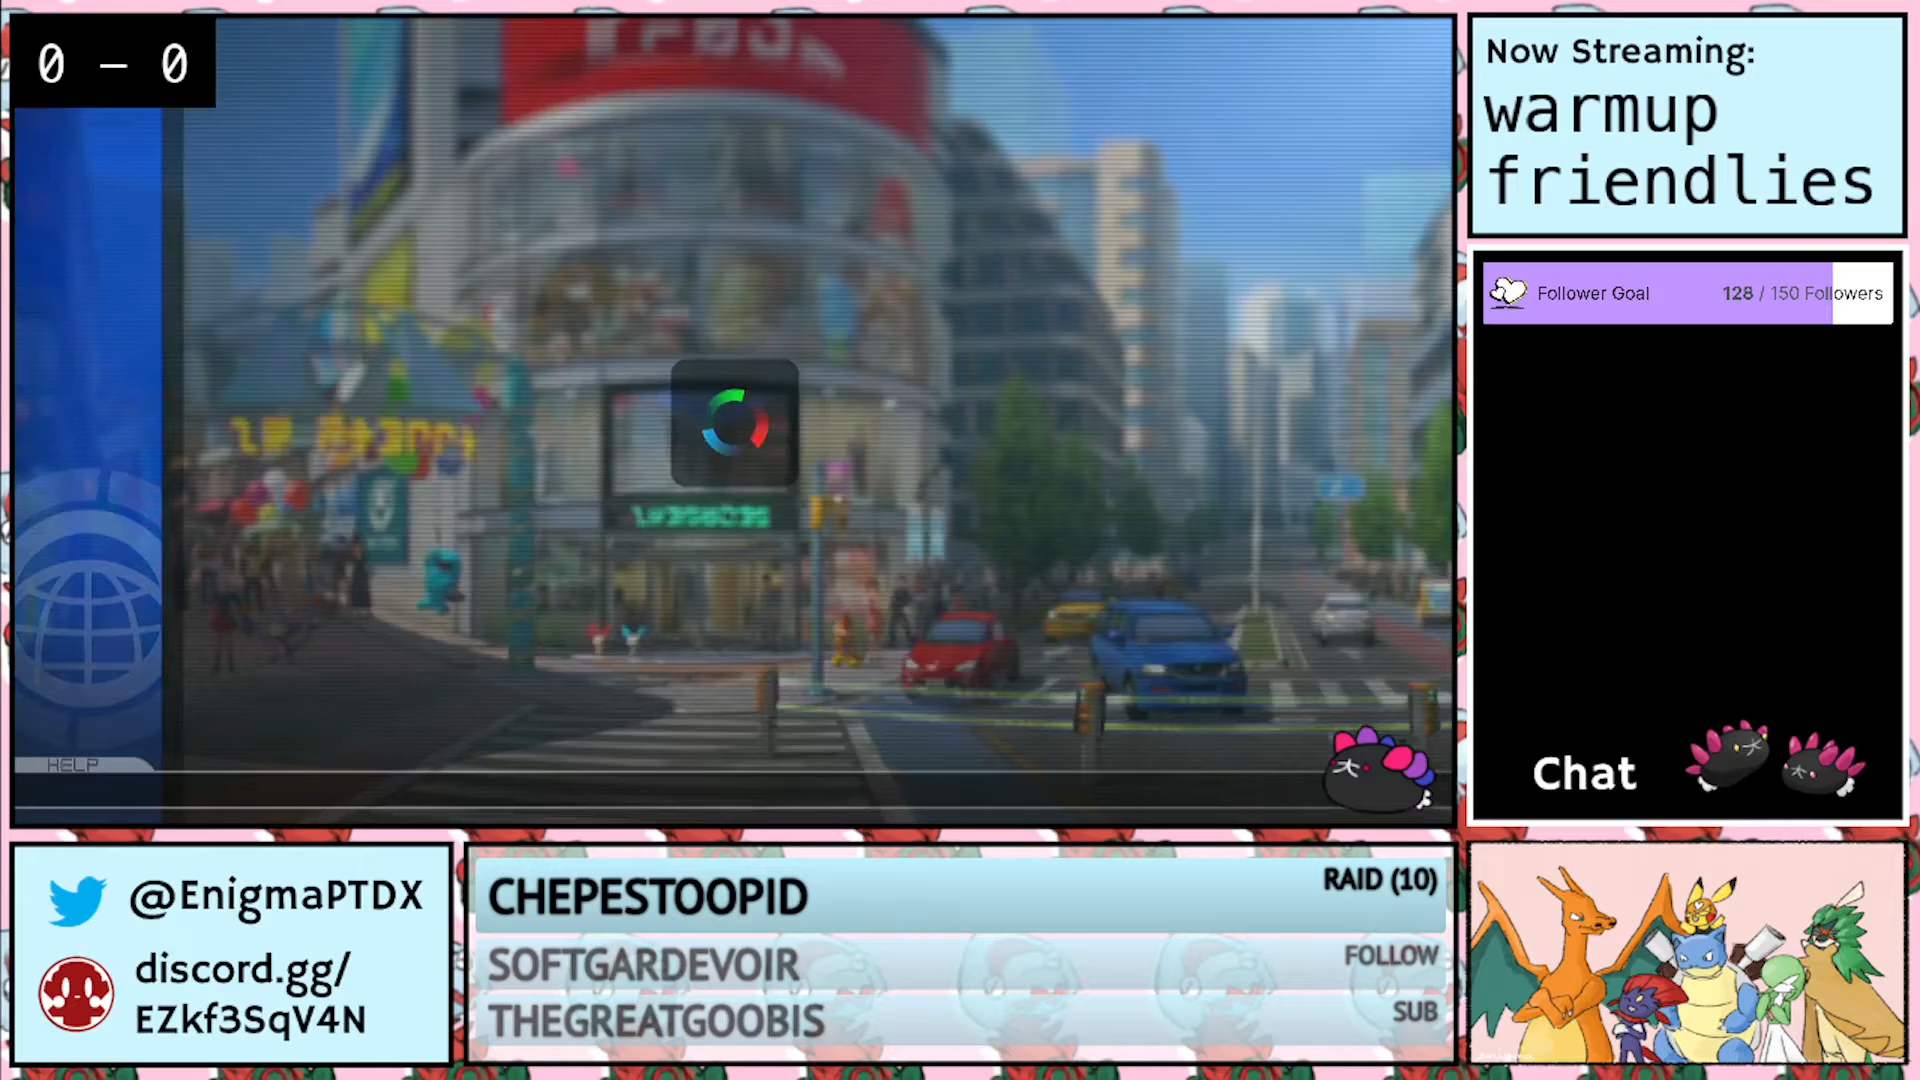 0 – 0
HELP
Now Streaming:
warmup
friendlies
Follower Goal 128 / 150 Followers
Chat
@EnigmaPTDX
discord.gg/
EZkf3SqV4N
CHEPESTOOPID RAID (10)
SOFTGARDEVOIR FOLLOW
THEGREATGOOBIS SUB